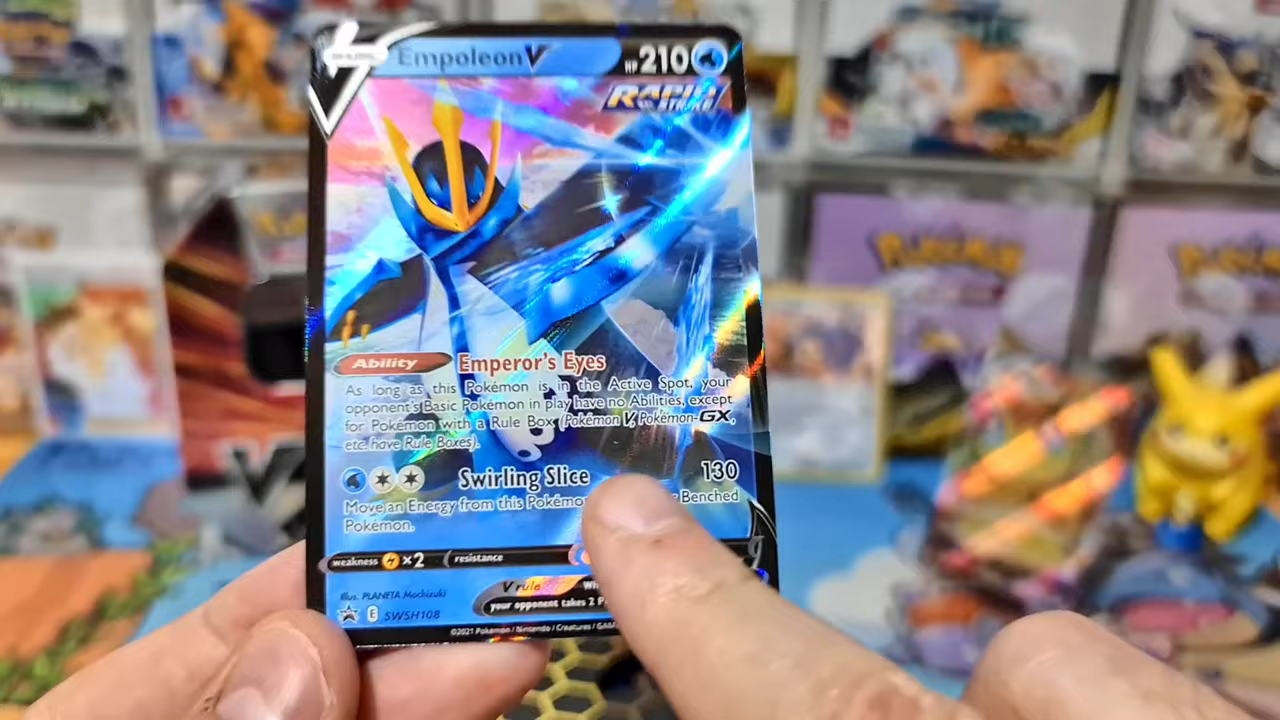 BASIC
Empoleon V
HP 210
RAPID
STRIKE
Ability Emperor's Eyes
As long as this Pokémon is in the Active Spot, your
opponent's Basic Pokémon in play have no Abilities, except
for Pokémon with a Rule Box (Pokémon V, Pokémon-GX,
etc. have Rule Boxes).
Swirling Slice 130
Move an Energy from this Pokémo Benched
Pokémon.
weakness ×2 resistance
V rule
your opponent takes 2
Illus. PLANETA Mochizuki
E SWSH108
©2021 Pokémon / Nintendo / Creatures /
POKÉMON